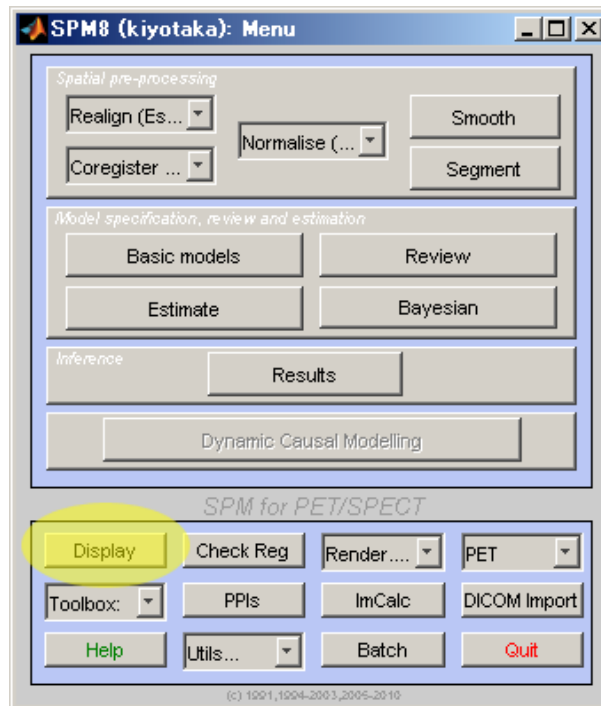 SPM8 (kiyotaka): Menu
Spatial pre-processing
Realign (Es...
Normalise (...
Smooth
Coregister ...
Segment
Model specification, review and estimation
Basic models
Review
Estimate
Bayesian
Inference
Results
Dynamic Causal Modelling
SPM for PET/SPECT
Display
Check Reg
Render....
PET
Toolbox:
PPIs
ImCalc
DICOM Import
Help
Utils...
Batch
Quit
(c) 1991,1994-2003,2005-2010